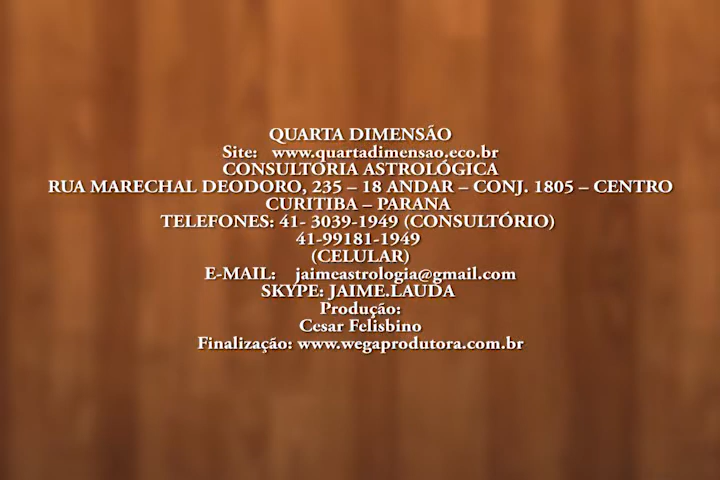 QUARTA DIMENSÃO
Site: www.quartadimensao.eco.br
CONSULTORIA ASTROLÓGICA
RUA MARECHAL DEODORO, 235 – 18 ANDAR – CONJ. 1805 – CENTRO
CURITIBA – PARANA
TELEFONES: 41- 3039-1949 (CONSULTÓRIO)
41-99181-1949
(CELULAR)
E-MAIL: jaimeastrologia@gmail.com
SKYPE: JAIME.LAUDA
Produção:
Cesar Felisbino
Finalização: www.wegaprodutora.com.br